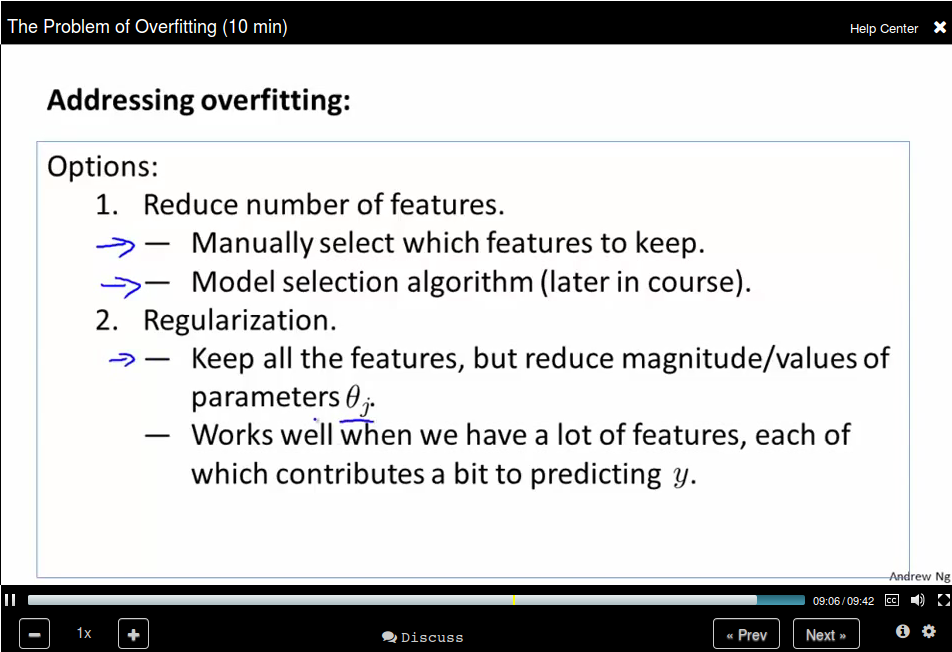 The Problem of Overfitting (10 min)
Help Center
Addressing overfitting:
Options:
1. Reduce number of features.
— Manually select which features to keep.
— Model selection algorithm (later in course).
2. Regularization.
— Keep all the features, but reduce magnitude/values of
parameters θⱼ.
— Works well when we have a lot of features, each of
which contributes a bit to predicting y.
Andrew Ng
09:06/09:42
CC
1x
Discuss
« Prev
Next »